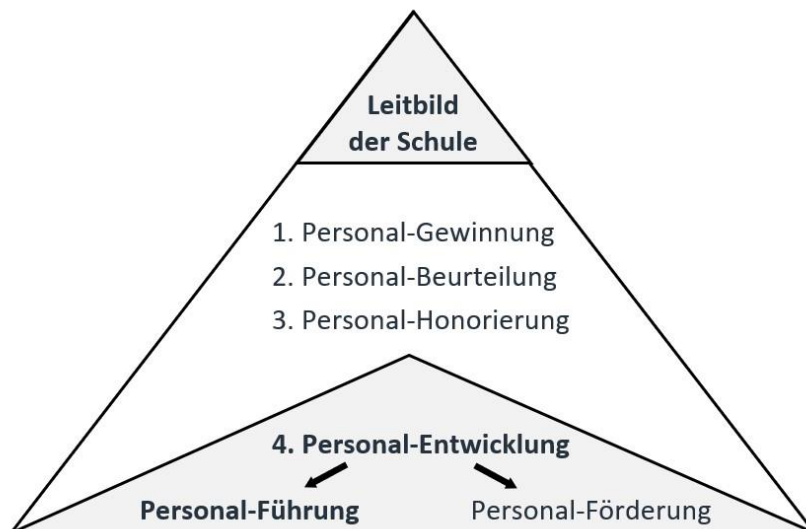 Leitbild
der Schule
1. Personal-Gewinnung
2. Personal-Beurteilung
3. Personal-Honorierung
4. Personal-Entwicklung
Personal-Führung
Personal-Förderung